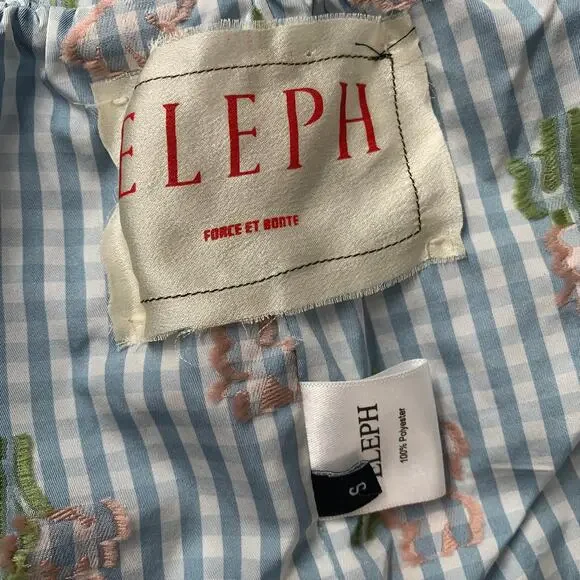 ELEPH
FORCE ET BONTE
ELEPH
100% Polyester
S